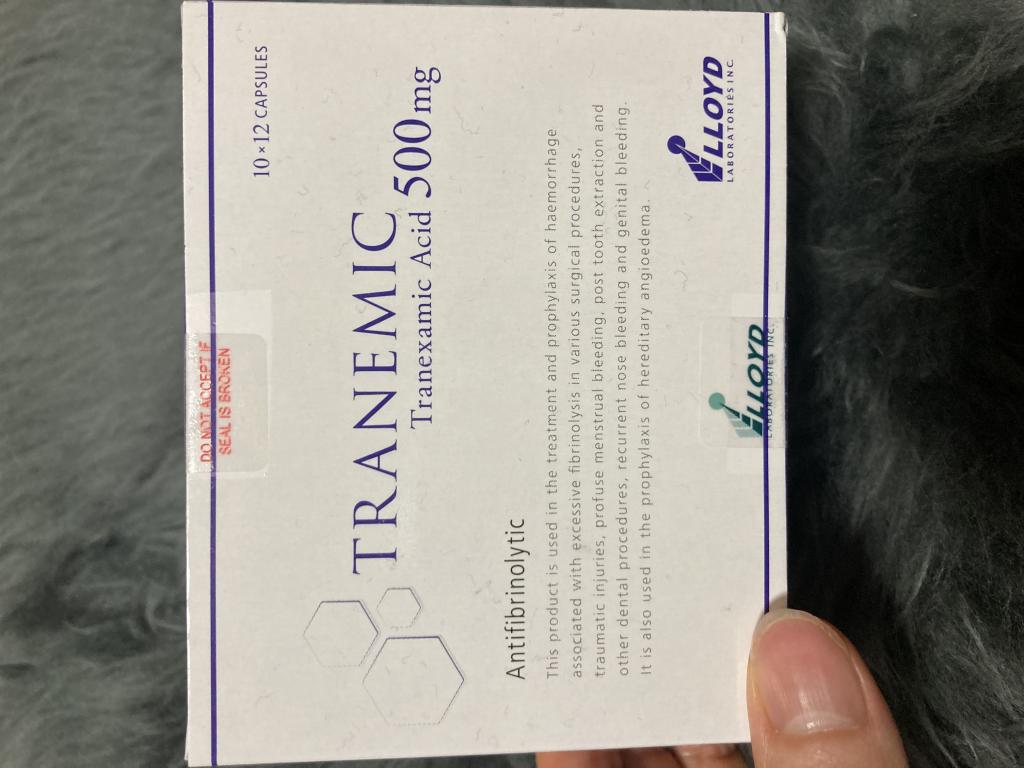 10 × 12 CAPSULES
DO NOT ACCEPT IF
SEAL IS BROKEN
TRANEMIC
Tranexamic Acid 500mg
Antifibrinolytic
This product is used in the treatment and prophylaxis of haemorrhage
associated with excessive fibrinolysis in various surgical procedures,
traumatic injuries, profuse menstrual bleeding, post tooth extraction and
other dental procedures, recurrent nose bleeding and genital bleeding.
It is also used in the prophylaxis of hereditary angioedema.
LLOYD
LABORATORIES INC.
LLOYD
LABORATORIES INC.